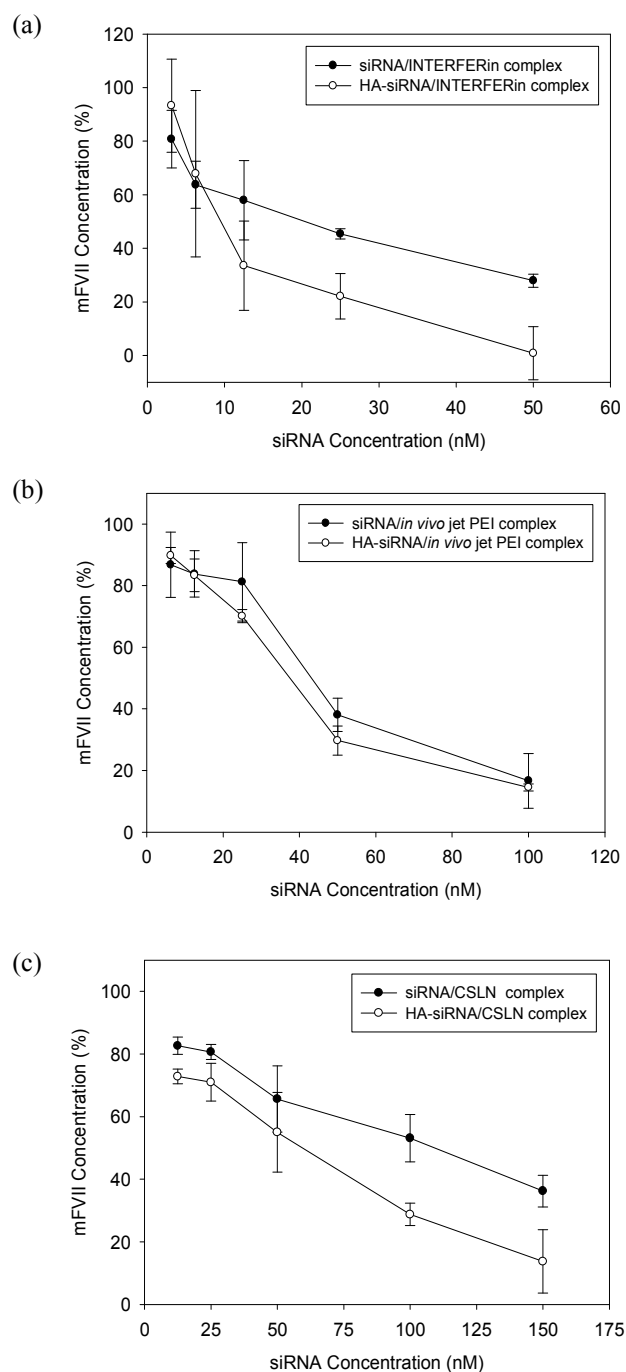 (a)
120
100
80
60
40
20
0
mFVII Concentration (%)
siRNA/INTERFERin complex
HA-siRNA/INTERFERin complex
0 10 20 30 40 50 60
siRNA Concentration (nM)
(b)
100
80
60
40
20
0
mFVII Concentration (%)
siRNA/in vivo jet PEI complex
HA-siRNA/in vivo jet PEI complex
0 20 40 60 80 100 120
siRNA Concentration (nM)
(c)
100
80
60
40
20
0
mFVII Concentration (%)
siRNA/CSLN complex
HA-siRNA/CSLN complex
0 25 50 75 100 125 150 175
siRNA Concentration (nM)